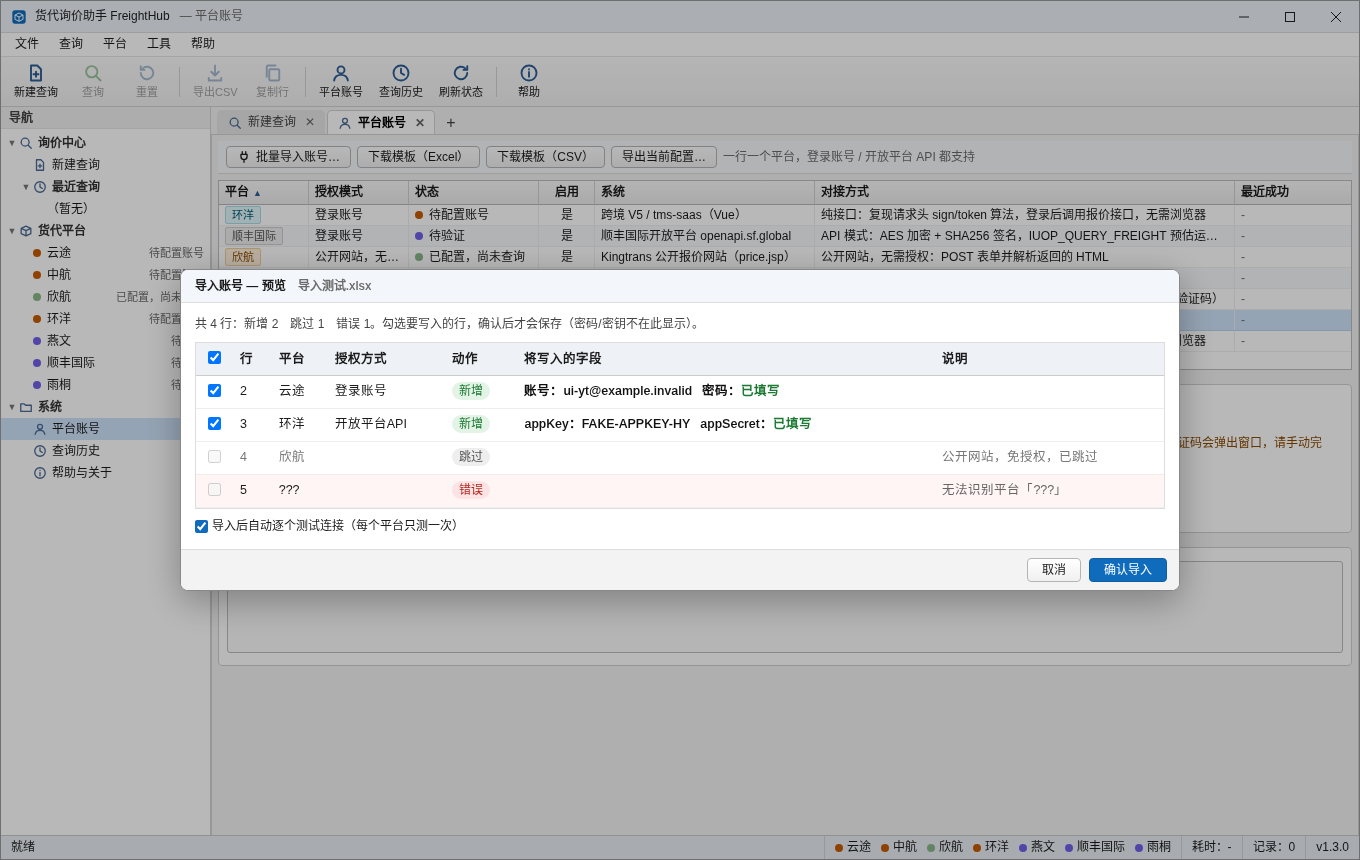 货代询价助手 FreightHub — 平台账号
文件 查询 平台 工具 帮助
新建查询 查询 重置 导出CSV 复制行 平台账号 查询历史 刷新状态 帮助
导航
询价中心
新建查询
最近查询
（暂无）
货代平台
云途 待配置账号
中航 待配置
欣航 已配置，尚未
环洋 待配置
燕文 待
顺丰国际 待
雨桐 待
系统
平台账号
查询历史
帮助与关于
新建查询 ✕ 平台账号 ✕ +
批量导入账号… 下载模板（Excel） 下载模板（CSV） 导出当前配置… 一行一个平台，登录账号 / 开放平台 API 都支持
平台 ▲ 授权模式 状态 启用 系统 对接方式 最近成功
环洋 登录账号 待配置账号 是 跨境 V5 / tms-saas（Vue） 纯接口：复现请求头 sign/token 算法，登录后调用报价接口，无需浏览器 -
顺丰国际 登录账号 待验证 是 顺丰国际开放平台 openapi.sf.global API 模式：AES 加密 + SHA256 签名，IUOP_QUERY_FREIGHT 预估运… -
欣航 公开网站，无… 已配置，尚未查询 是 Kingtrans 公开报价网站（price.jsp） 公开网站，无需授权：POST 表单并解析返回的 HTML -
-
验证码） -
-
浏览器 -
证码会弹出窗口，请手动完
导入账号 — 预览 导入测试.xlsx
共 4 行：新增 2 跳过 1 错误 1。勾选要写入的行，确认后才会保存（密码/密钥不在此显示）。
行 平台 授权方式 动作 将写入的字段 说明
2 云途 登录账号 新增 账号：ui-yt@example.invalid 密码：已填写
3 环洋 开放平台API 新增 appKey：FAKE-APPKEY-HY appSecret：已填写
4 欣航 跳过 公开网站，免授权，已跳过
5 ??? 错误 无法识别平台「???」
导入后自动逐个测试连接（每个平台只测一次）
取消 确认导入
就绪 云途 中航 欣航 环洋 燕文 顺丰国际 雨桐 耗时：- 记录：0 v1.3.0